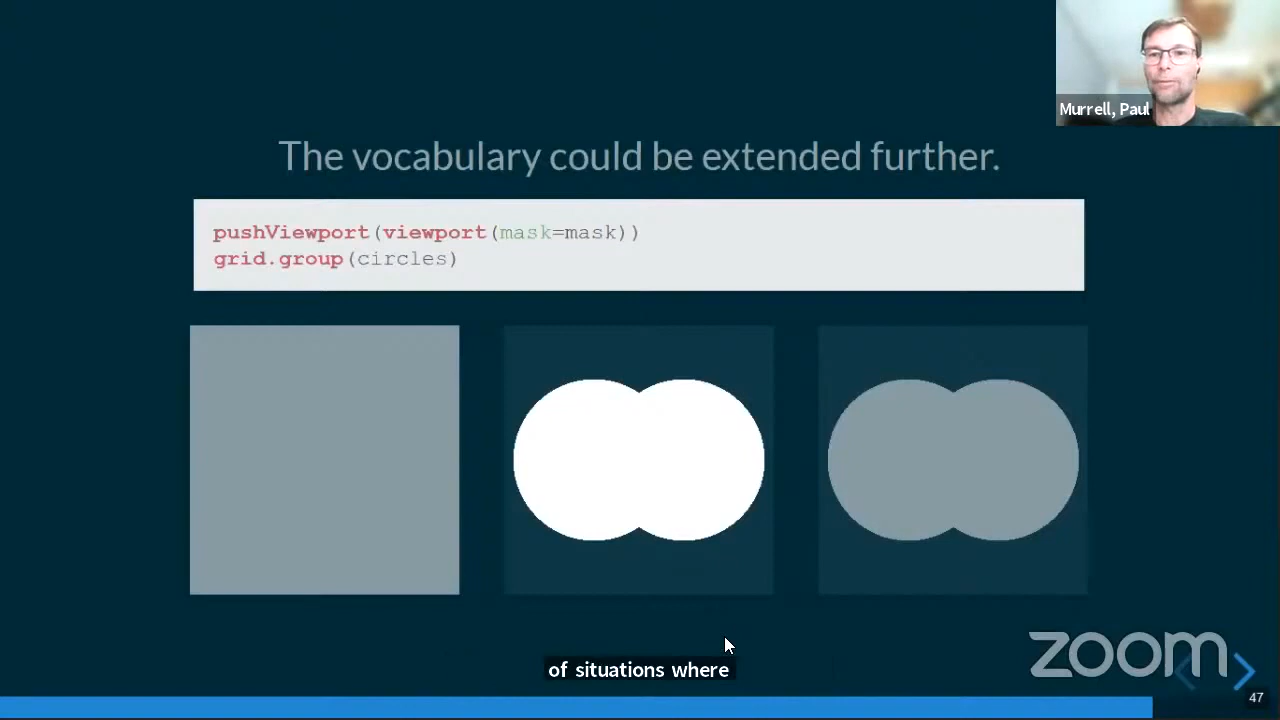 Murrell, Paul
The vocabulary could be extended further.
pushViewport(viewport(mask=mask))
grid.group(circles)
of situations where
zoom
47